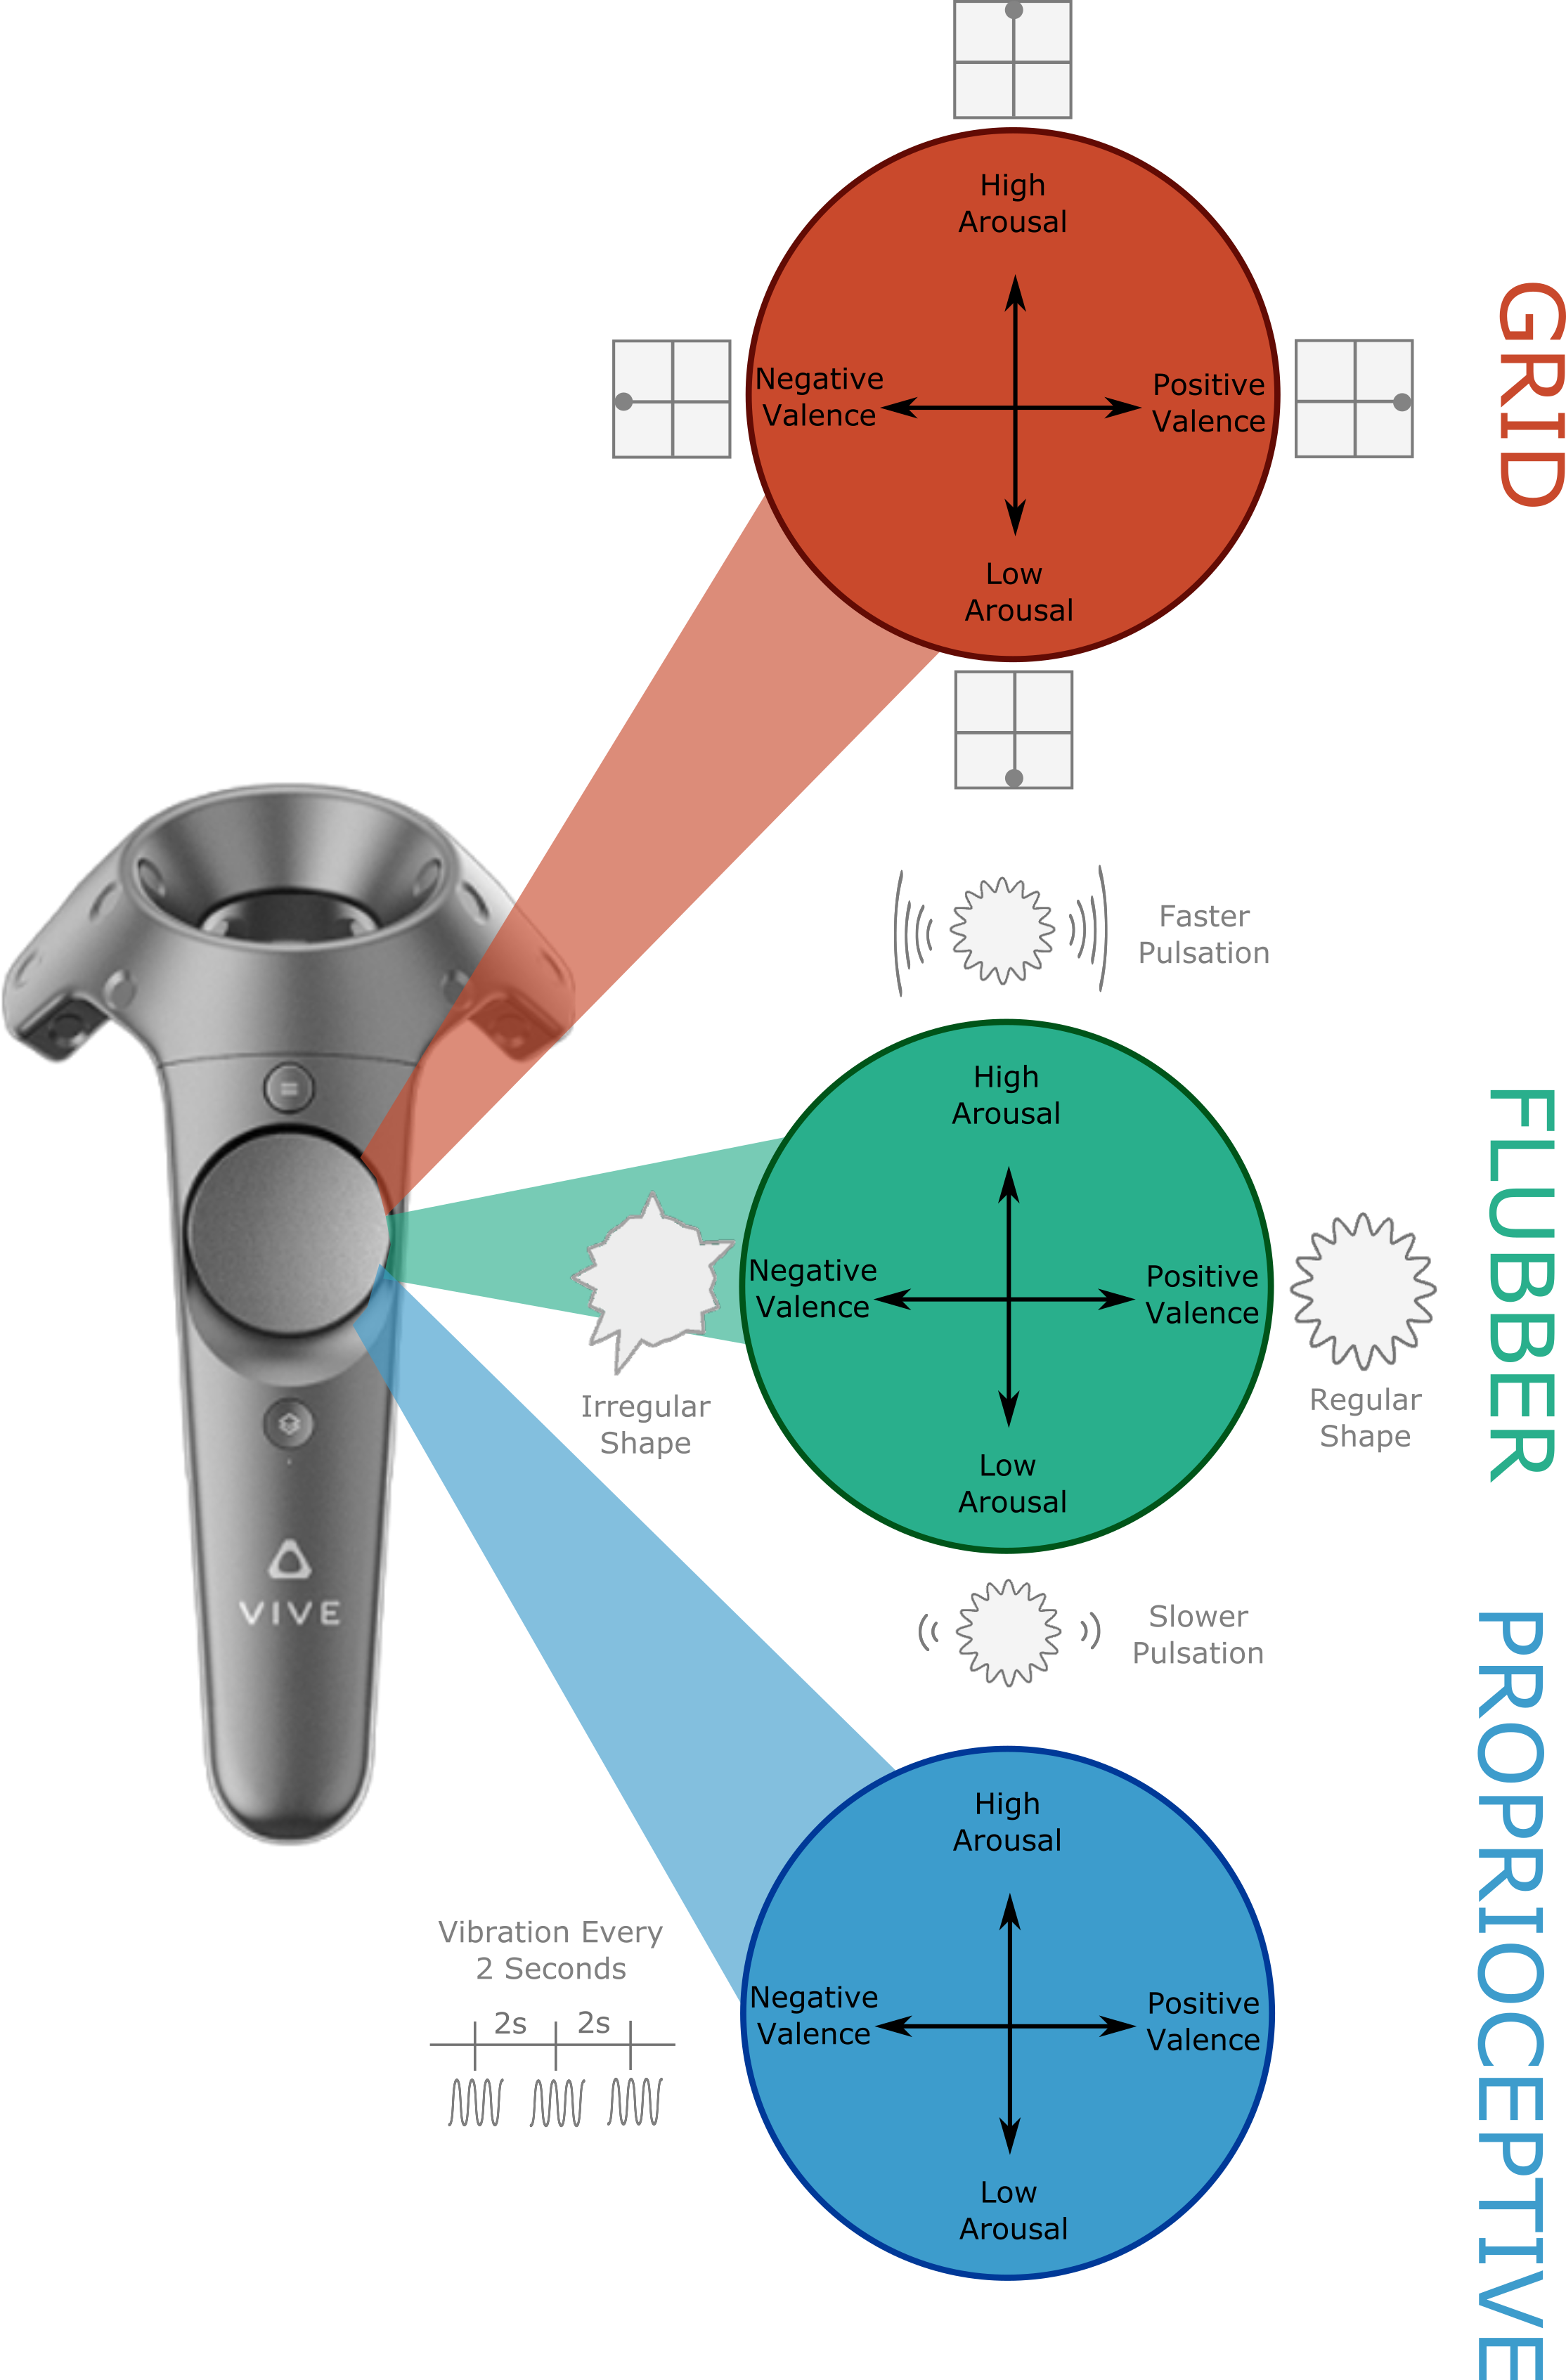 High
Arousal
Negative
Valence
Positive
Valence
Low
Arousal
GRID
Faster
Pulsation
High
Arousal
Negative
Valence
Positive
Valence
Low
Arousal
Irregular
Shape
Regular
Shape
FLUBBER
VIVE
Slower
Pulsation
High
Arousal
Negative
Valence
Positive
Valence
Low
Arousal
Vibration Every
2 Seconds
2s 2s
PROPRIOCEPTIVE